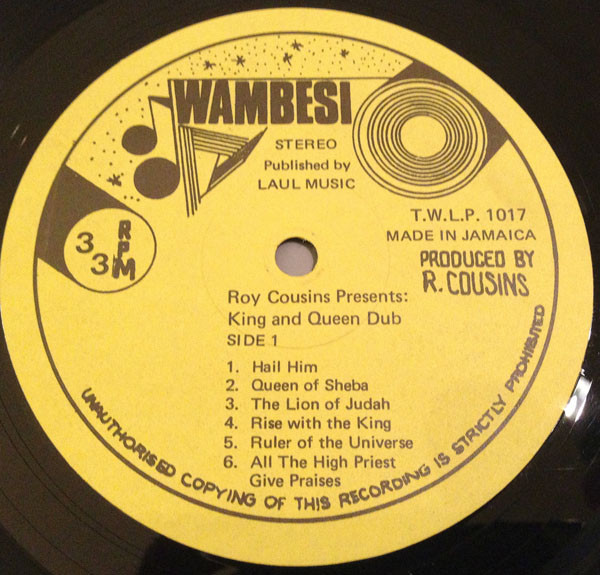 WAMBESI
STEREO
Published by
LAUL MUSIC
T.W.L.P. 1017
MADE IN JAMAICA
PRODUCED BY
R. COUSINS
33 RPM
Roy Cousins Presents:
King and Queen Dub
SIDE 1
1. Hail Him
2. Queen of Sheba
3. The Lion of Judah
4. Rise with the King
5. Ruler of the Universe
6. All The High Priest
Give Praises
UNAUTHORISED COPYING OF THIS RECORDING IS STRICTLY PROHIBITED